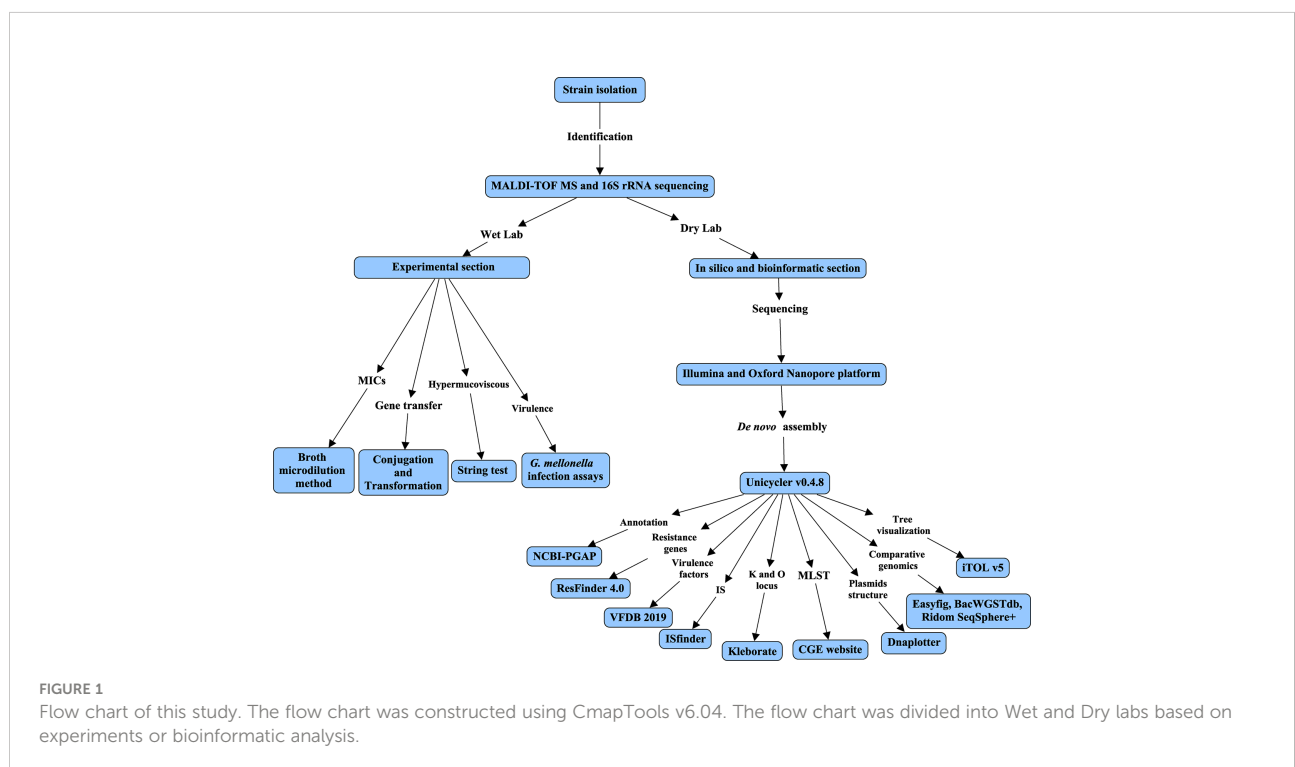 Strain isolation
Identification
MALDI-TOF MS and 16S rRNA sequencing
Wet Lab
Dry Lab
Experimental section
In silico and bioinformatic section
Sequencing
Illumina and Oxford Nanopore platform
MICs
Gene transfer
Hypermucoviscous
Virulence
De novo assembly
Broth
microdilution
method
Conjugation
and
Transformation
String test
G. mellonella
infection assays
Unicycler v0.4.8
Annotation
Resistance
genes
Virulence
factors
IS
K and O
locus
MLST
Plasmids
structure
Comparative
genomics
Tree
visualization
NCBI-PGAP
ResFinder 4.0
VFDB 2019
ISfinder
Kleborate
CGE website
Dnaplotter
Easyfig, BacWGSTdb,
Ridom SeqSphere+
iTOL v5
FIGURE 1
Flow chart of this study. The flow chart was constructed using CmapTools v6.04. The flow chart was divided into Wet and Dry labs based on
experiments or bioinformatic analysis.